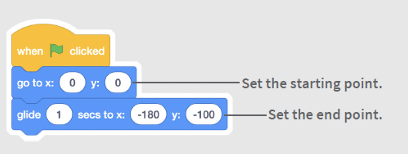 when clicked
go to x: 0 y: 0 Set the starting point.
glide 1 secs to x: -180 y: -100 Set the end point.